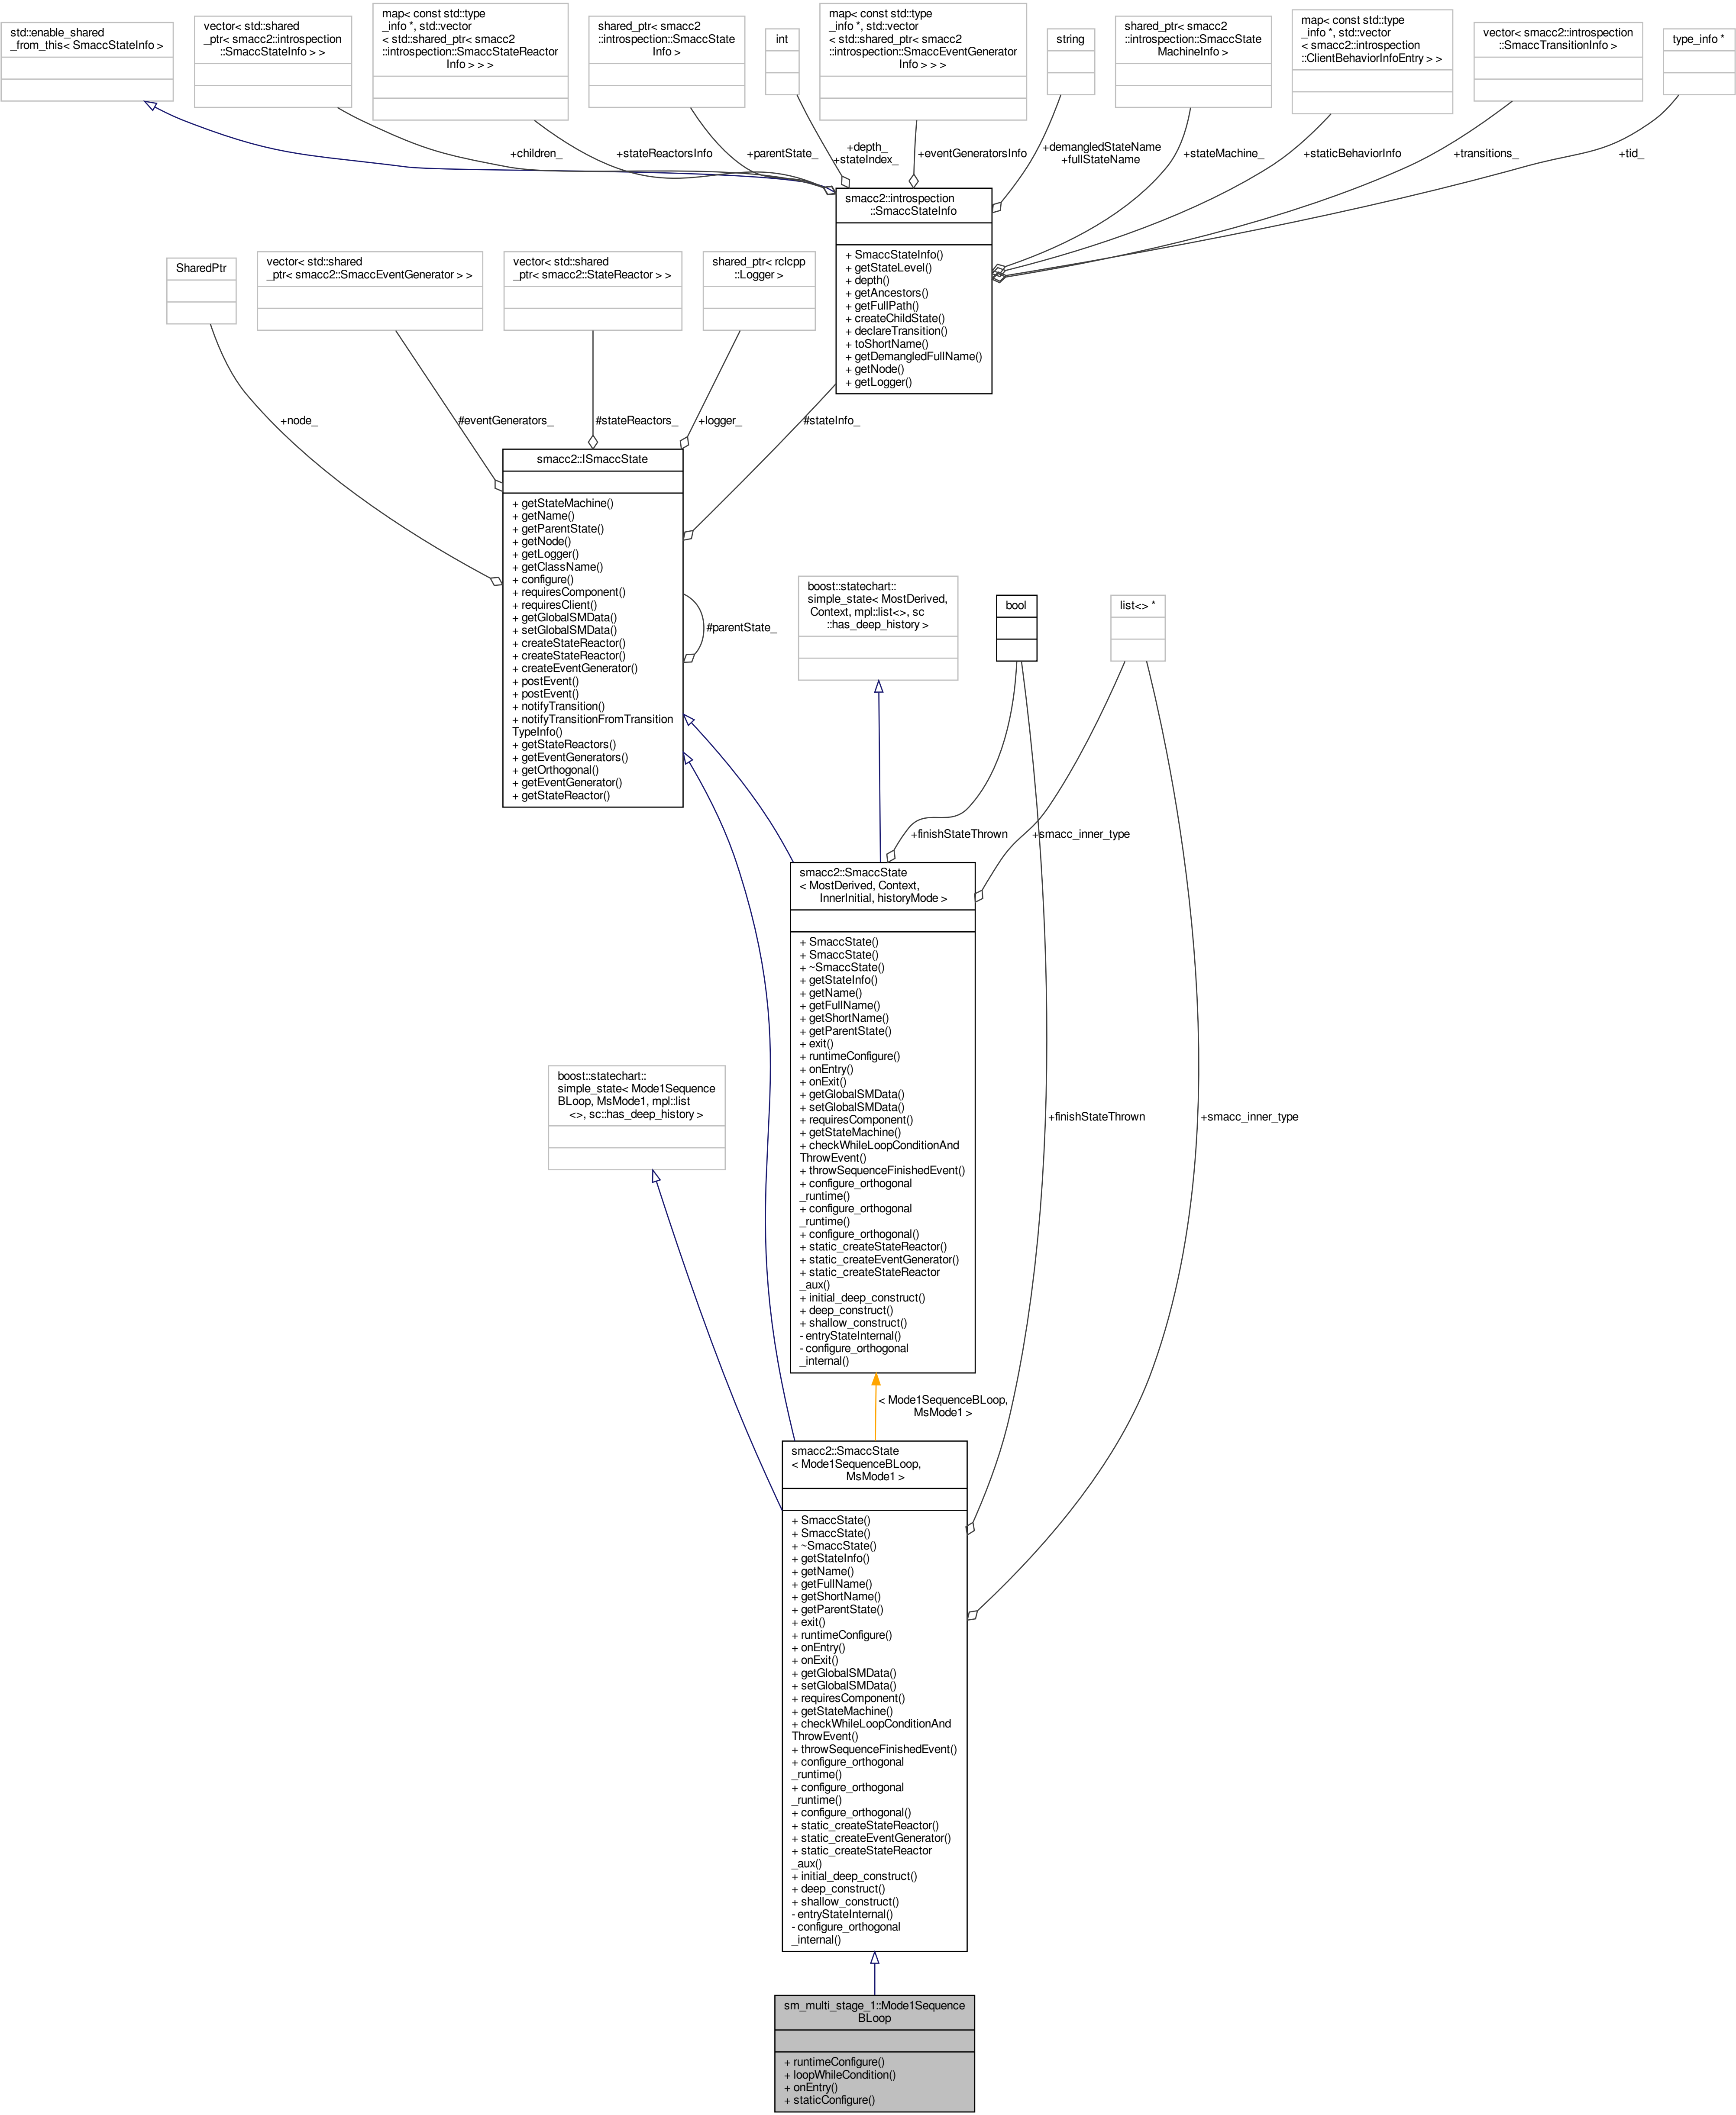 std::enable_shared
_from_this< SmaccStateInfo >
vector< std::shared
_ptr< smacc2::introspection
::SmaccStateInfo > >
map< const std::type
_info *, std::vector
< std::shared_ptr< smacc2
::introspection::SmaccStateReactor
Info > > >
shared_ptr< smacc2
::introspection::SmaccState
Info >
int
map< const std::type
_info *, std::vector
< std::shared_ptr< smacc2
::introspection::SmaccEventGenerator
Info > > >
string
shared_ptr< smacc2
::introspection::SmaccState
MachineInfo >
map< const std::type
_info *, std::vector
< smacc2::introspection
::ClientBehaviorInfoEntry > >
vector< smacc2::introspection
::SmaccTransitionInfo >
type_info *
+children_
+stateReactorsInfo
+parentState_
+depth_
+stateIndex_
+eventGeneratorsInfo
+demangledStateName
+fullStateName
+stateMachine_
+staticBehaviorInfo
+transitions_
+tid_
smacc2::introspection
::SmaccStateInfo
+ SmaccStateInfo()
+ getStateLevel()
+ depth()
+ getAncestors()
+ getFullPath()
+ createChildState()
+ declareTransition()
+ toShortName()
+ getDemangledFullName()
+ getNode()
+ getLogger()
SharedPtr
vector< std::shared
_ptr< smacc2::SmaccEventGenerator > >
vector< std::shared
_ptr< smacc2::StateReactor > >
shared_ptr< rclcpp
::Logger >
+node_
#eventGenerators_
#stateReactors_
+logger_
#stateInfo_
smacc2::ISmaccState
+ getStateMachine()
+ getName()
+ getParentState()
+ getNode()
+ getLogger()
+ getClassName()
+ configure()
+ requiresComponent()
+ requiresClient()
+ getGlobalSMData()
+ setGlobalSMData()
+ createStateReactor()
+ createStateReactor()
+ createEventGenerator()
+ postEvent()
+ postEvent()
+ notifyTransition()
+ notifyTransitionFromTransition
TypeInfo()
+ getStateReactors()
+ getEventGenerators()
+ getOrthogonal()
+ getEventGenerator()
+ getStateReactor()
#parentState_
boost::statechart::
simple_state< MostDerived,
Context, mpl::list<>, sc
::has_deep_history >
bool
list<> *
+finishStateThrown
+smacc_inner_type
smacc2::SmaccState
< MostDerived, Context,
InnerInitial, historyMode >
+ SmaccState()
+ SmaccState()
+ ~SmaccState()
+ getStateInfo()
+ getName()
+ getFullName()
+ getShortName()
+ getParentState()
+ exit()
+ runtimeConfigure()
+ onEntry()
+ onExit()
+ getGlobalSMData()
+ setGlobalSMData()
+ requiresComponent()
+ getStateMachine()
+ checkWhileLoopConditionAnd
ThrowEvent()
+ throwSequenceFinishedEvent()
+ configure_orthogonal
_runtime()
+ configure_orthogonal
_runtime()
+ configure_orthogonal()
+ static_createStateReactor()
+ static_createEventGenerator()
+ static_createStateReactor
_aux()
+ initial_deep_construct()
+ deep_construct()
+ shallow_construct()
- entryStateInternal()
- configure_orthogonal
_internal()
boost::statechart::
simple_state< Mode1Sequence
BLoop, MsMode1, mpl::list
<>, sc::has_deep_history >
+finishStateThrown
+smacc_inner_type
< Mode1SequenceBLoop,
MsMode1 >
smacc2::SmaccState
< Mode1SequenceBLoop,
MsMode1 >
+ SmaccState()
+ SmaccState()
+ ~SmaccState()
+ getStateInfo()
+ getName()
+ getFullName()
+ getShortName()
+ getParentState()
+ exit()
+ runtimeConfigure()
+ onEntry()
+ onExit()
+ getGlobalSMData()
+ setGlobalSMData()
+ requiresComponent()
+ getStateMachine()
+ checkWhileLoopConditionAnd
ThrowEvent()
+ throwSequenceFinishedEvent()
+ configure_orthogonal
_runtime()
+ configure_orthogonal
_runtime()
+ configure_orthogonal()
+ static_createStateReactor()
+ static_createEventGenerator()
+ static_createStateReactor
_aux()
+ initial_deep_construct()
+ deep_construct()
+ shallow_construct()
- entryStateInternal()
- configure_orthogonal
_internal()
sm_multi_stage_1::Mode1Sequence
BLoop
+ runtimeConfigure()
+ loopWhileCondition()
+ onEntry()
+ staticConfigure()